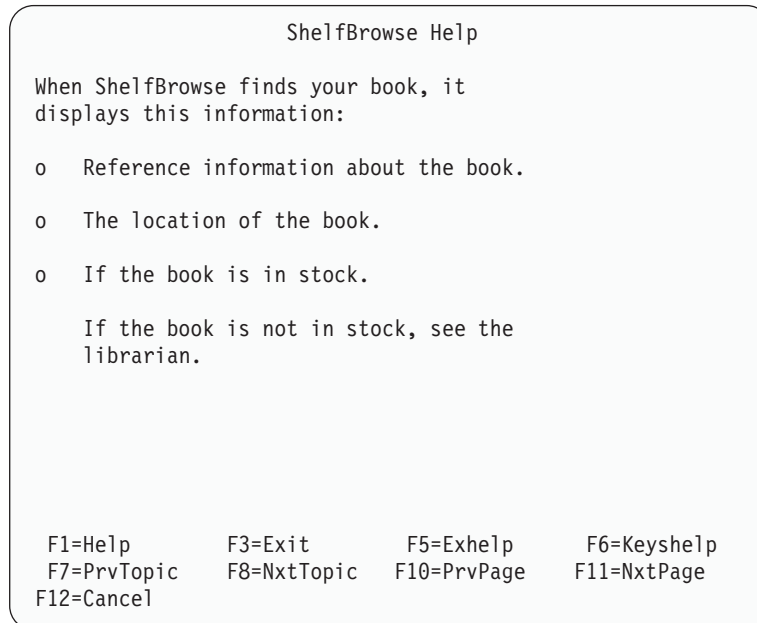 ShelfBrowse Help
When ShelfBrowse finds your book, it
displays this information:
o Reference information about the book.
o The location of the book.
o If the book is in stock.
If the book is not in stock, see the
librarian.
F1=Help F3=Exit F5=Exhelp F6=Keyshelp
F7=PrvTopic F8=NxtTopic F10=PrvPage F11=NxtPage
F12=Cancel